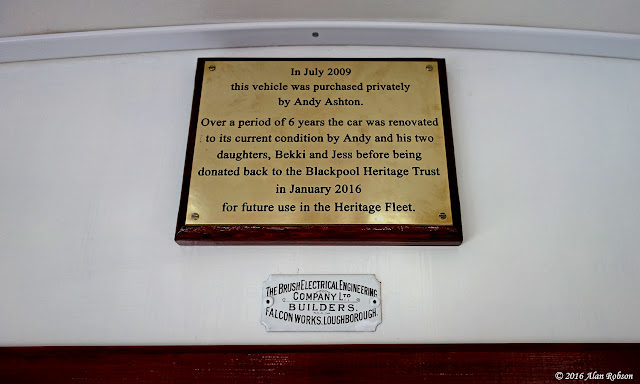 In July 2009
this vehicle was purchased privately
by Andy Ashton.
Over a period of 6 years the car was renovated
to its current condition by Andy and his two
daughters, Bekki and Jess before being
donated back to the Blackpool Heritage Trust
in January 2016
for future use in the Heritage Fleet.
THE BRUSH ELECTRICAL ENGINEERING
COMPANY LTD
BUILDERS.
FALCON WORKS, LOUGHBOROUGH.
© 2016 Alan Robson